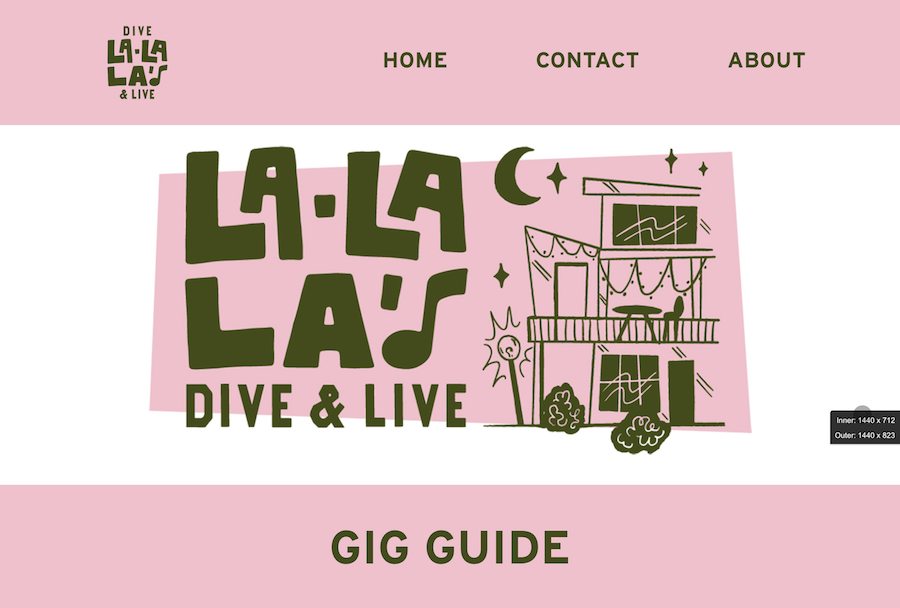 DIVE
LA·LA
LA'S
& LIVE
HOME CONTACT ABOUT
LA·LA
LA'S
DIVE & LIVE
Inner: 1440 x 712
Outer: 1440 x 823
GIG GUIDE